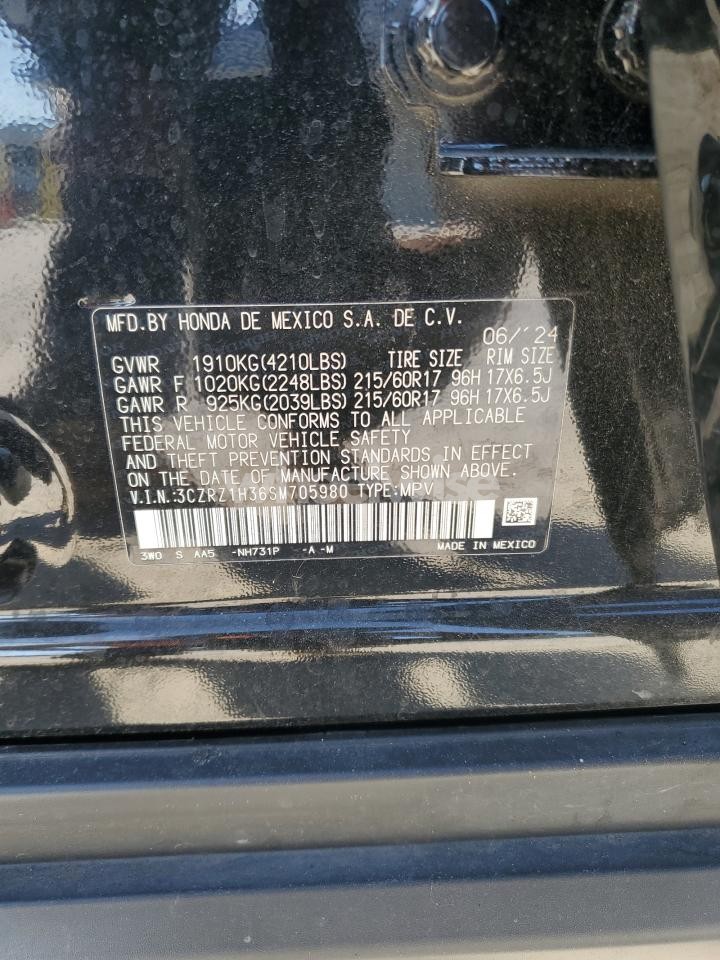 MFD.BY HONDA DE MEXICO S.A. DE C.V.
06/'24
GVWR 1910KG(4210LBS) TIRE SIZE RIM SIZE
GAWR F 1020KG(2248LBS) 215/60R17 96H 17X6.5J
GAWR R 925KG(2039LBS) 215/60R17 96H 17X6.5J
THIS VEHICLE CONFORMS TO ALL APPLICABLE
FEDERAL MOTOR VEHICLE SAFETY
AND THEFT PREVENTION STANDARDS IN EFFECT
ON THE DATE OF MANUFACTURE SHOWN ABOVE.
V.I.N.:3CZRZ1H36SM705980 TYPE:MPV
3W0 S AA5 -NH731P -A -M MADE IN MEXICO